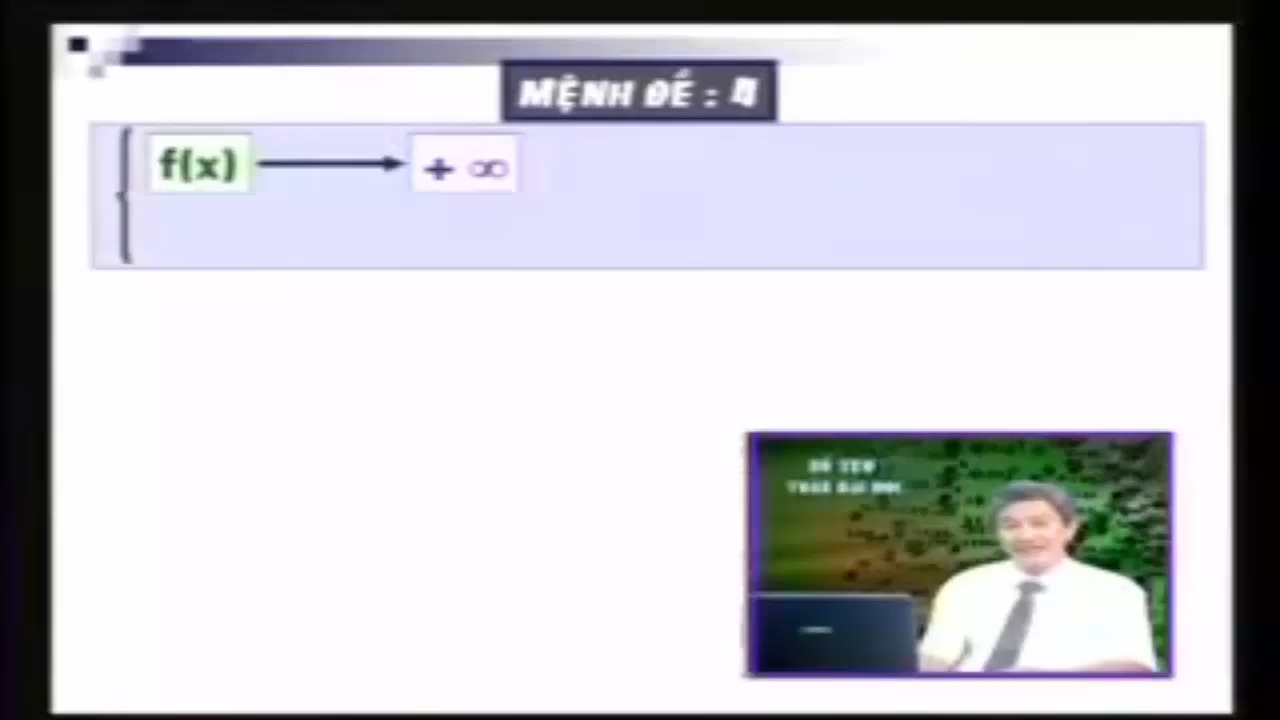 MỆNH ĐỀ : 4
f(x) → + ∞